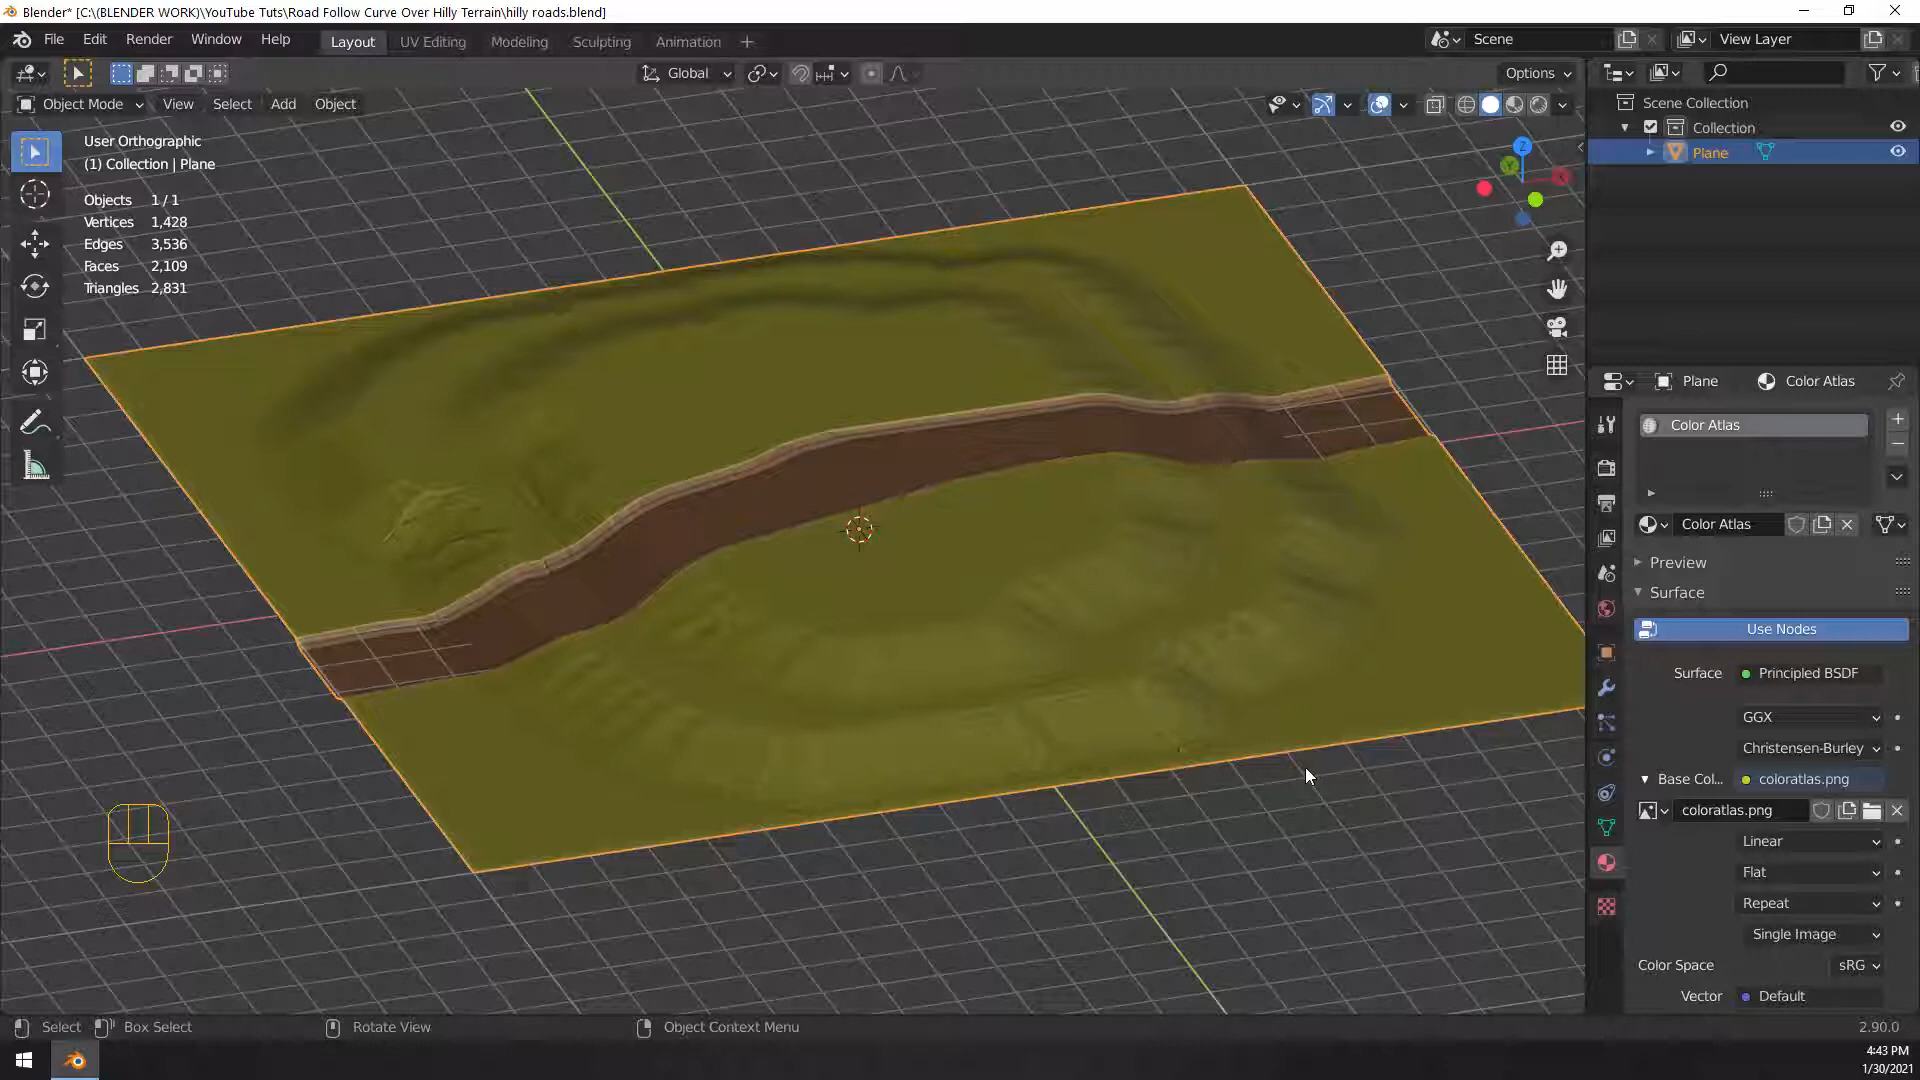 Blender* [C:\(BLENDER WORK)\YouTube Tuts\Road Follow Curve Over Hilly Terrain\hilly roads.blend]
File Edit Render Window Help Layout UV Editing Modeling Sculpting Animation + Scene View Layer
Global Options
Object Mode View Select Add Object
User Orthographic
(1) Collection | Plane
Objects 1 / 1
Vertices 1,428
Edges 3,536
Faces 2,109
Triangles 2,831
Z
Y
X
Scene Collection
Collection
Plane
Plane Color Atlas
Color Atlas
Color Atlas
Preview
Surface
Use Nodes
Surface Principled BSDF
GGX
Christensen-Burley
Base Col... coloratlas.png
coloratlas.png
Linear
Flat
Repeat
Single Image
Color Space sRG
Vector Default
Select Box Select Rotate View Object Context Menu 2.90.0
4:43 PM
1/30/2021